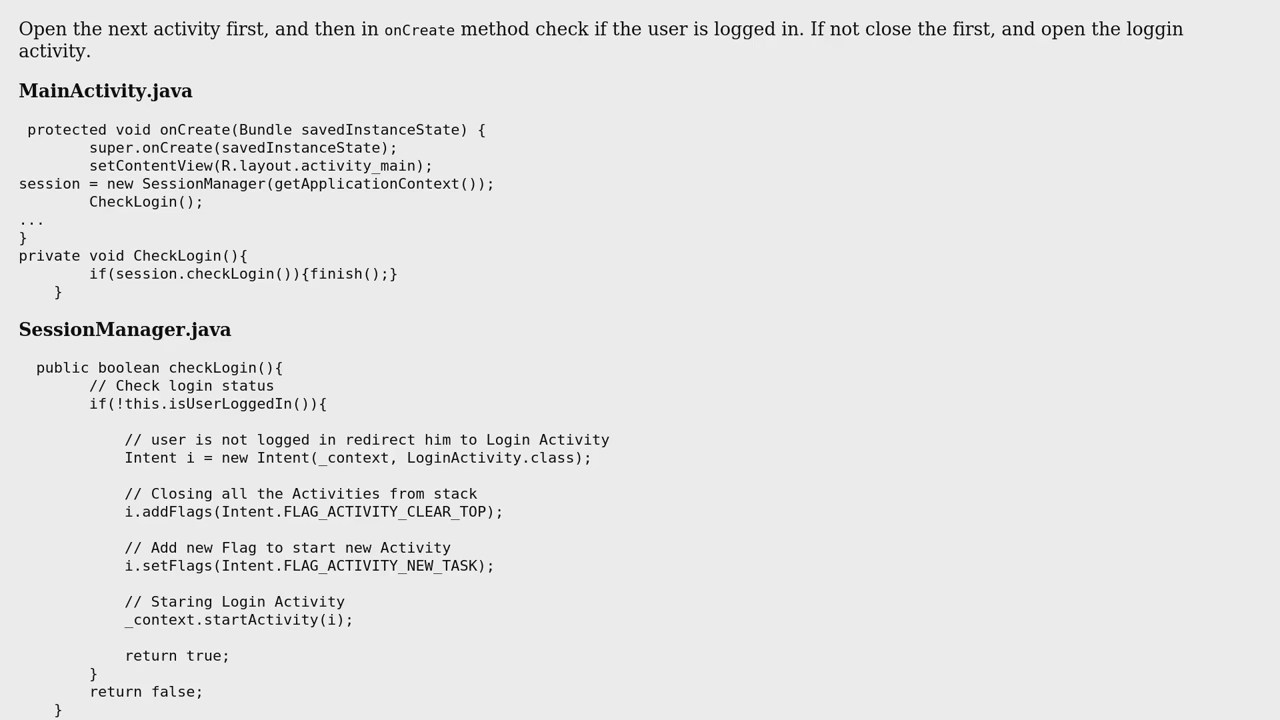 Open the next activity first, and then in onCreate method check if the user is logged in. If not close the first, and open the loggin
activity.
MainActivity.java
protected void onCreate(Bundle savedInstanceState) {
super.onCreate(savedInstanceState);
setContentView(R.layout.activity_main);
session = new SessionManager(getApplicationContext());
CheckLogin();
...
}
private void CheckLogin(){
if(session.checkLogin()){finish();}
}
SessionManager.java
public boolean checkLogin(){
// Check login status
if(!this.isUserLoggedIn()){
// user is not logged in redirect him to Login Activity
Intent i = new Intent(_context, LoginActivity.class);
// Closing all the Activities from stack
i.addFlags(Intent.FLAG_ACTIVITY_CLEAR_TOP);
// Add new Flag to start new Activity
i.setFlags(Intent.FLAG_ACTIVITY_NEW_TASK);
// Staring Login Activity
_context.startActivity(i);
return true;
}
return false;
}